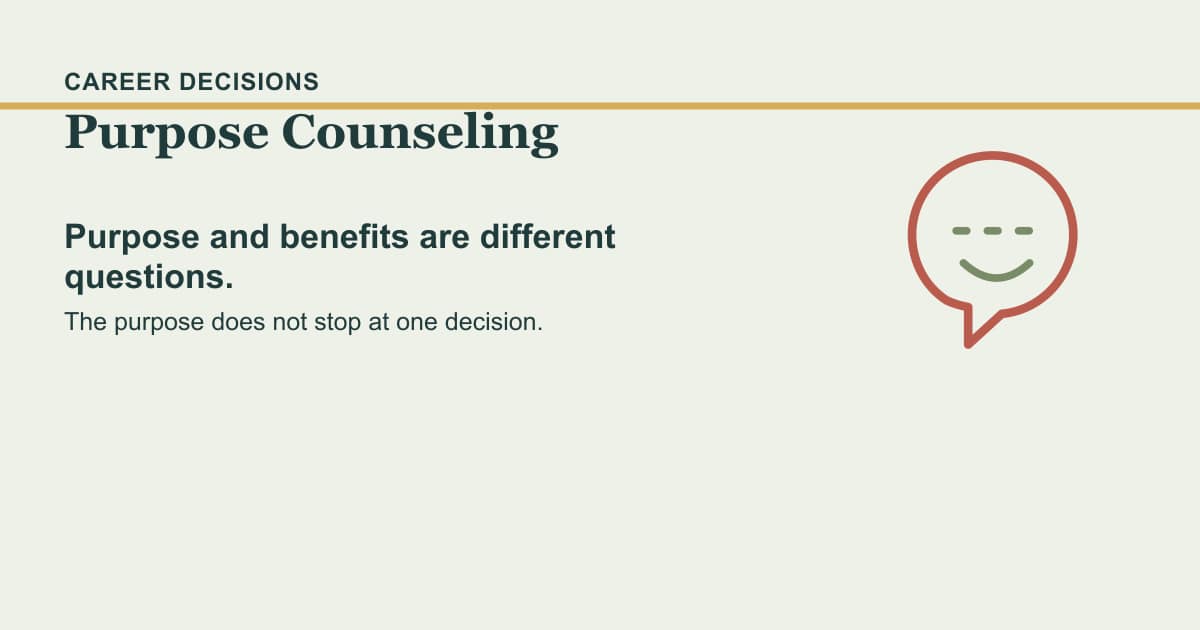 CAREER DECISIONS
Purpose Counseling
Purpose and benefits are different
questions.
The purpose does not stop at one decision.